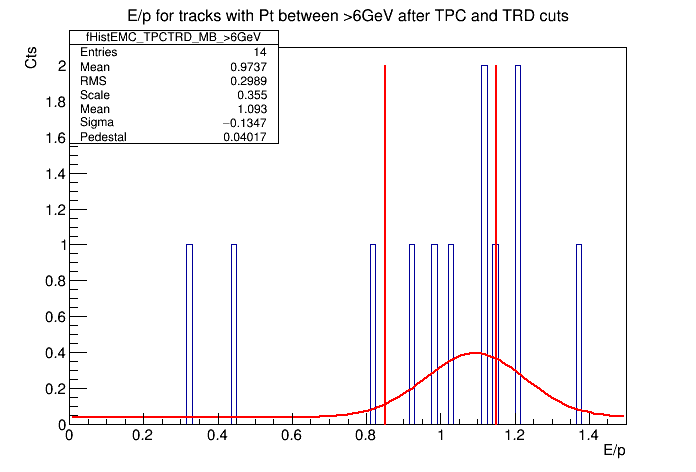 E/p for tracks with Pt between >6GeV after TPC and TRD cuts
fHistEMC_TPCTRD_MB_>6GeV
Entries 14
Mean 0.9737
RMS 0.2989
Scale 0.355
Mean 1.093
Sigma −0.1347
Pedestal 0.04017
Cts
2
1.8
1.6
1.4
1.2
1
0.8
0.6
0.4
0.2
0
0 0.2 0.4 0.6 0.8 1 1.2 1.4
E/p